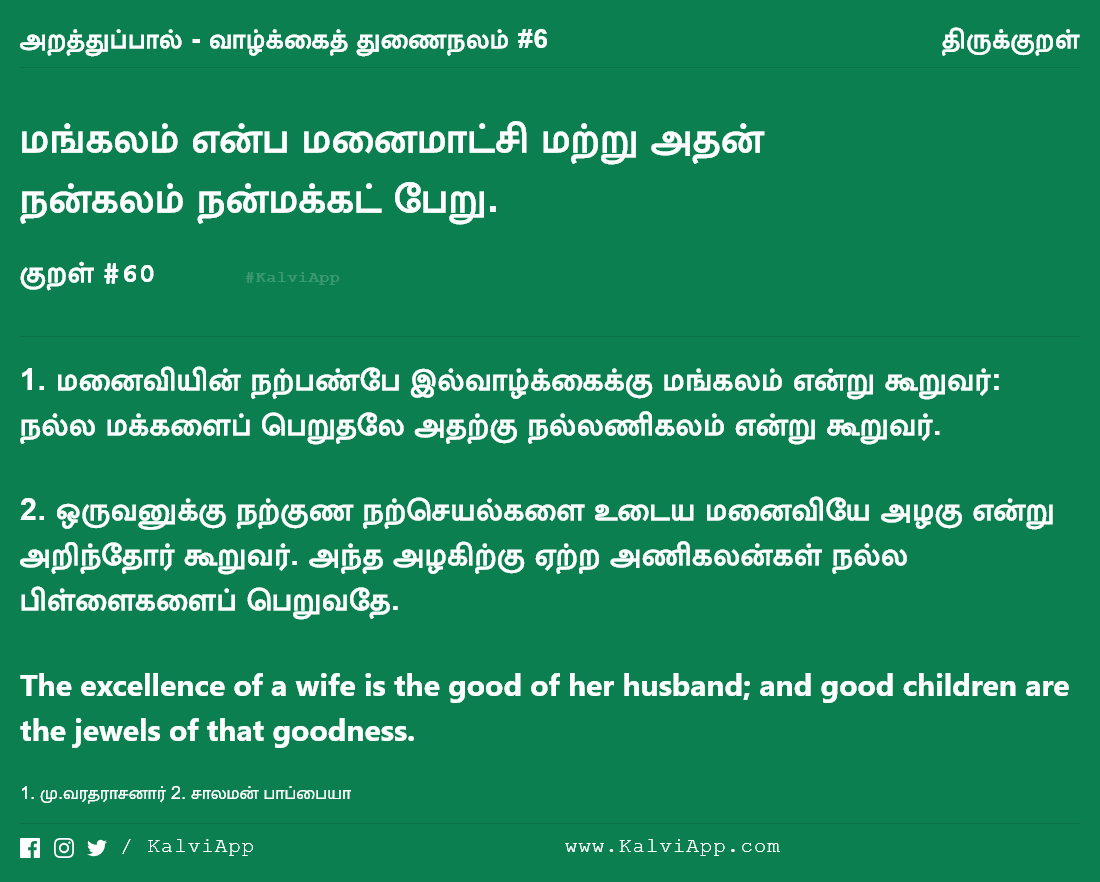 அறத்துப்பால் - வாழ்க்கைத் துணைநலம் #6
திருக்குறள்
மங்கலம் என்ப மனைமாட்சி மற்று அதன்
நன்கலம் நன்மக்கட் பேறு.
குறள் #60
#KalviApp
1. மனைவியின் நற்பண்பே இல்வாழ்க்கைக்கு மங்கலம் என்று கூறுவர்:
நல்ல மக்களைப் பெறுதலே அதற்கு நல்லணிகலம் என்று கூறுவர்.
2. ஒருவனுக்கு நற்குண நற்செயல்களை உடைய மனைவியே அழகு என்று
அறிந்தோர் கூறுவர். அந்த அழகிற்கு ஏற்ற அணிகலன்கள் நல்ல
பிள்ளைகளைப் பெறுவதே.
The excellence of a wife is the good of her husband; and good children are
the jewels of that goodness.
1. மு.வரதராசனார் 2. சாலமன் பாப்பையா
/ KalviApp
www.KalviApp.com